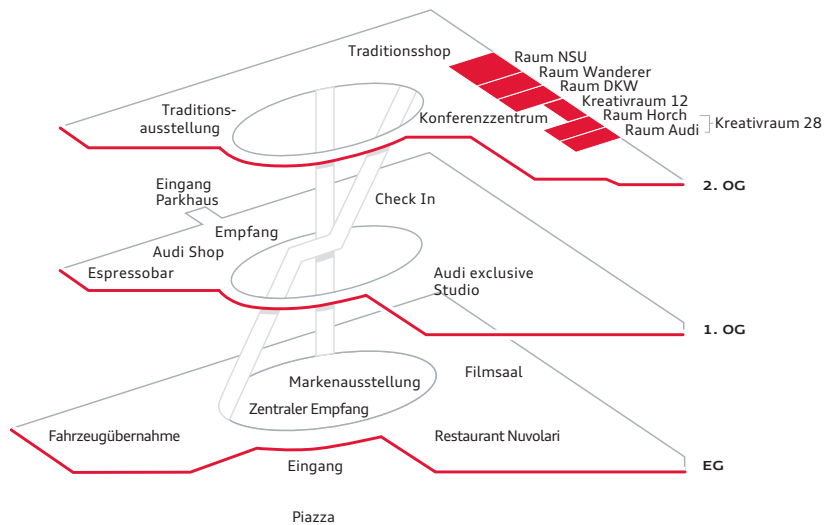 Traditionsshop
Raum NSU
Raum Wanderer
Raum DKW
Kreativraum 12
Raum Horch
Raum Audi
Kreativraum 28
Traditions-
ausstellung
Konferenzzentrum
2. OG
Eingang
Parkhaus
Check In
Empfang
Audi Shop
Espressobar
Audi exclusive
Studio
1. OG
Filmsaal
Markenausstellung
Zentraler Empfang
Fahrzeugübernahme
Restaurant Nuvolari
EG
Eingang
Piazza